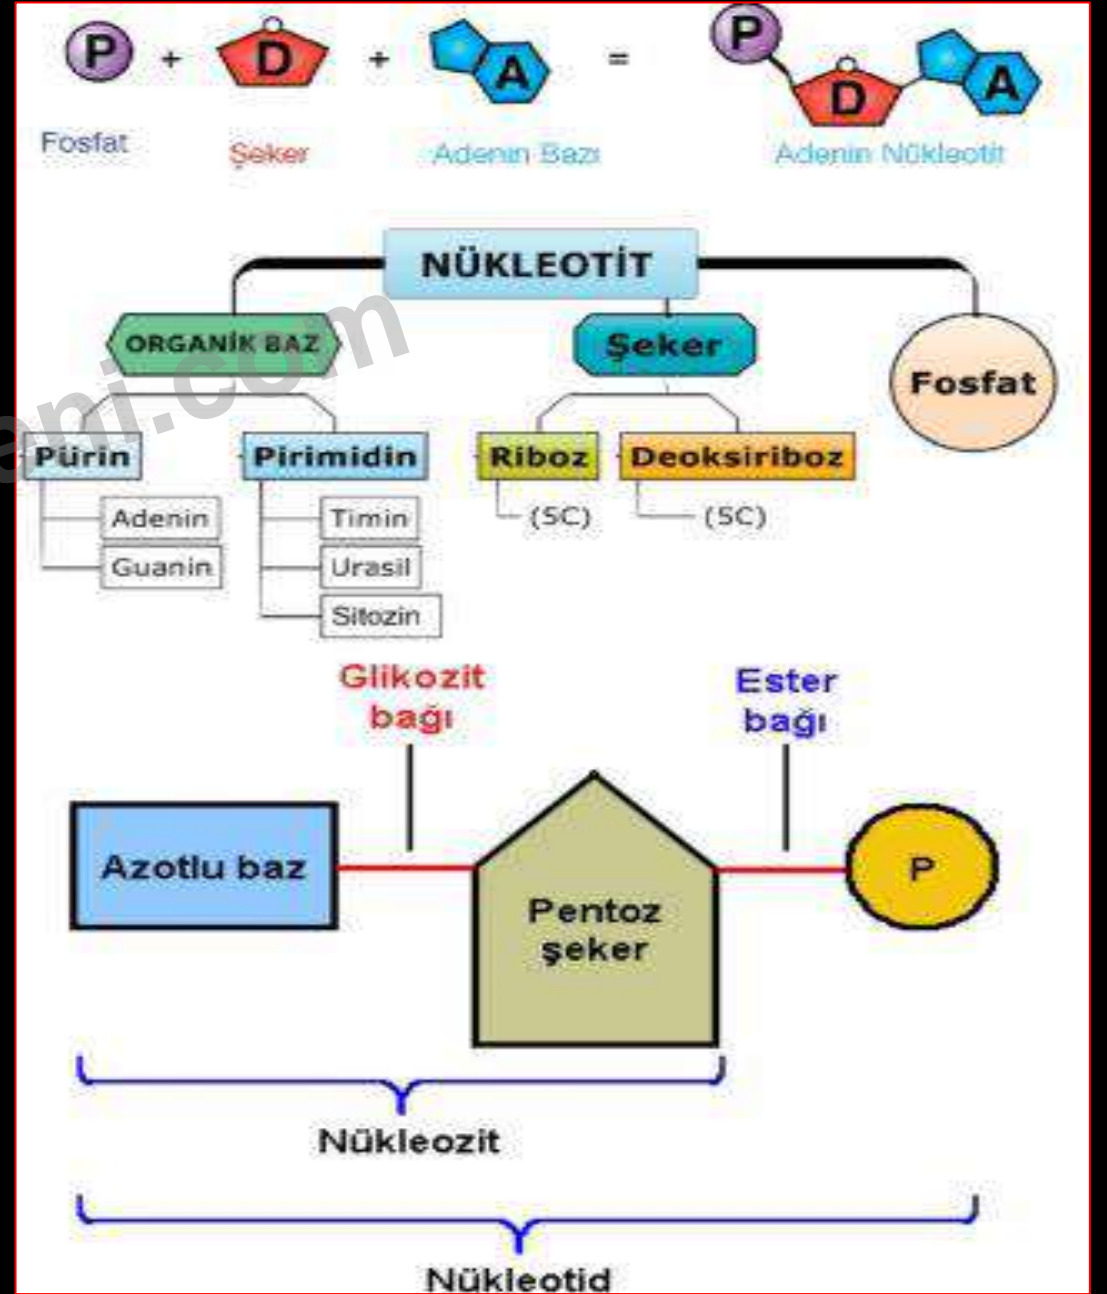 P + D + A = P D A
Fosfat Şeker Adenin Bazı Adenin Nükleotit
NÜKLEOTİT
ORGANİK BAZ Şeker Fosfat
Pürin Pirimidin Riboz Deoksiriboz
Adenin Timin (5C) (5C)
Guanin Urasil
Sitozin
Glikozit bağı
Ester bağı
Azotlu baz
Pentoz
şeker
P
Nükleozit
Nükleotid